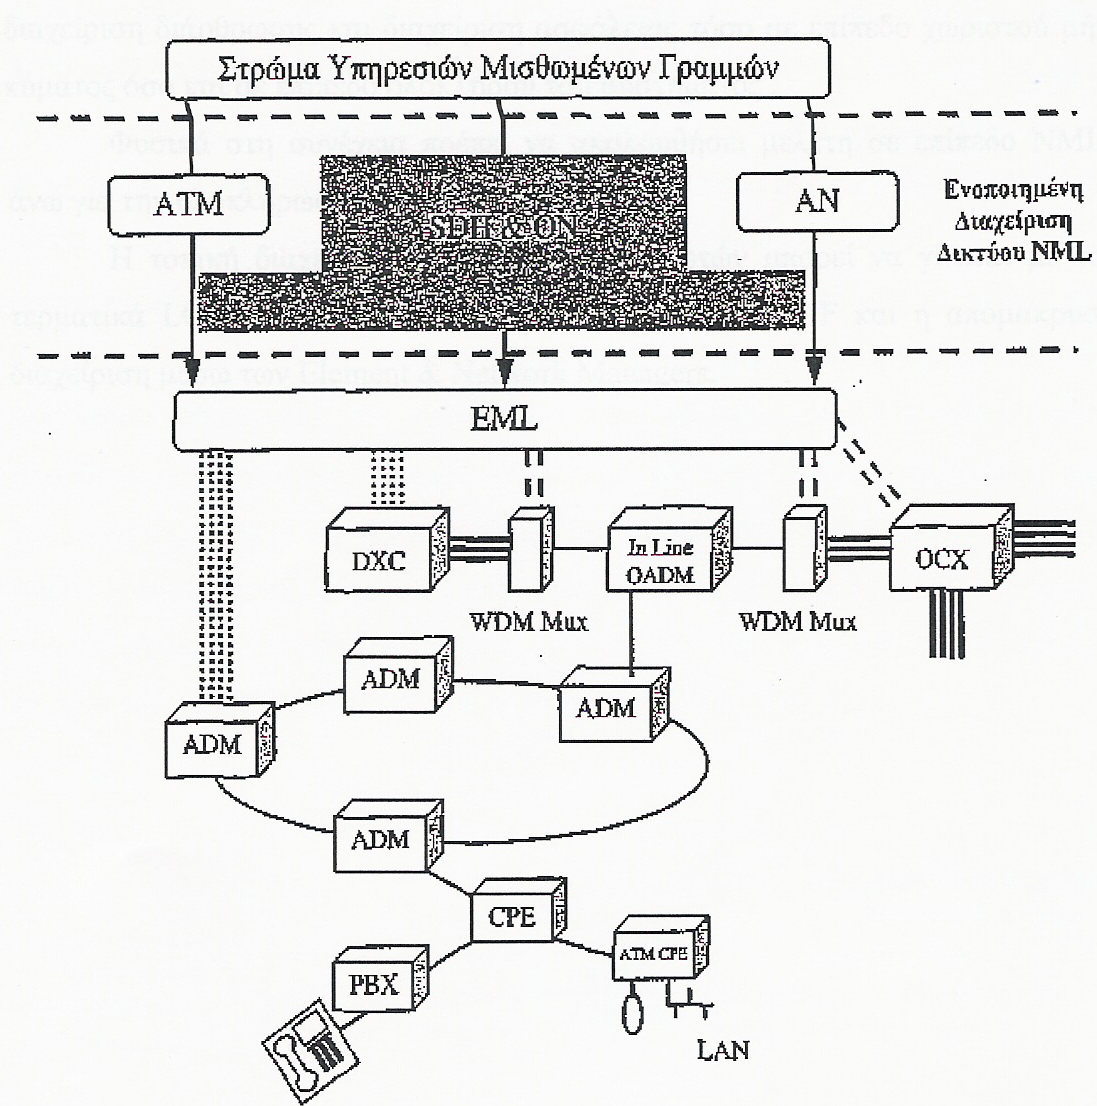 Στρώμα Υπηρεσιών Μισθωμένων Γραμμών
ATM
SDH & ON
AN
Ενοποιημένη
Διαχείριση
Δικτύου NML
EML
DXC
In Line
OADM
OCX
WDM Mux
WDM Mux
ADM
ADM
ADM
ADM
CPE
ATM CPE
PBX
LAN